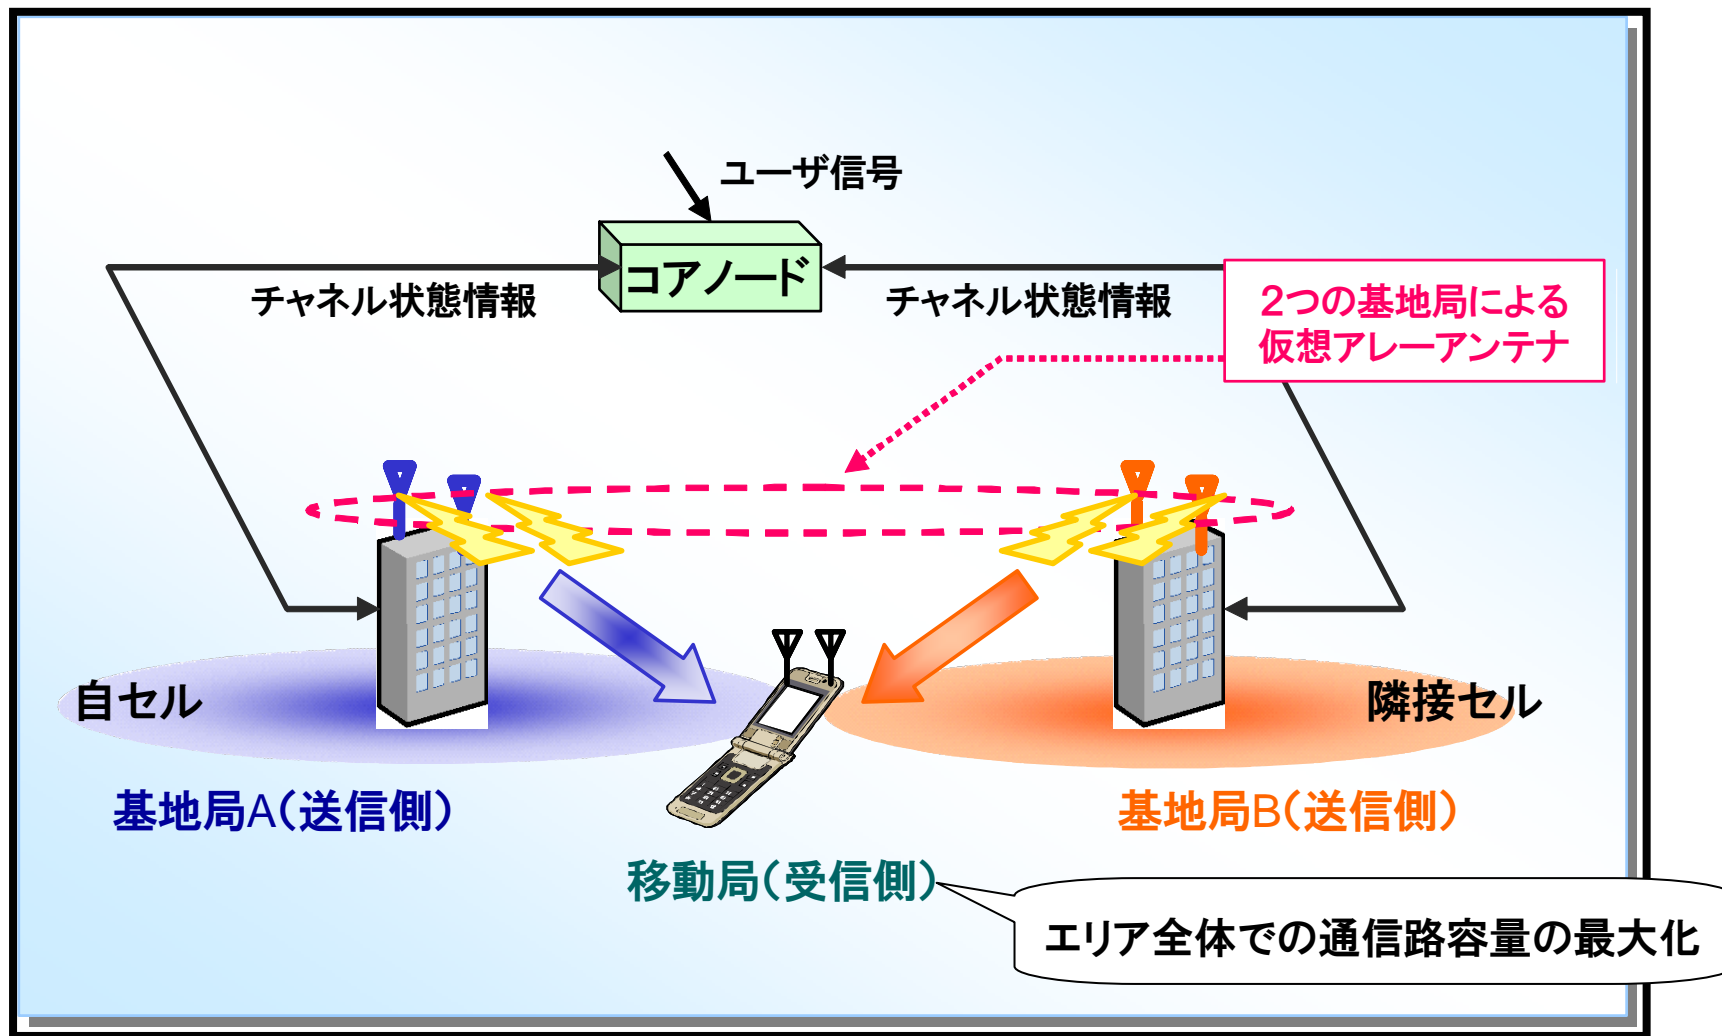 ユーザ信号
コアノード
チャネル状態情報
チャネル状態情報
2つの基地局による
仮想アレーアンテナ
自セル
隣接セル
基地局A(送信側)
基地局B(送信側)
移動局(受信側)
エリア全体での通信路容量の最大化